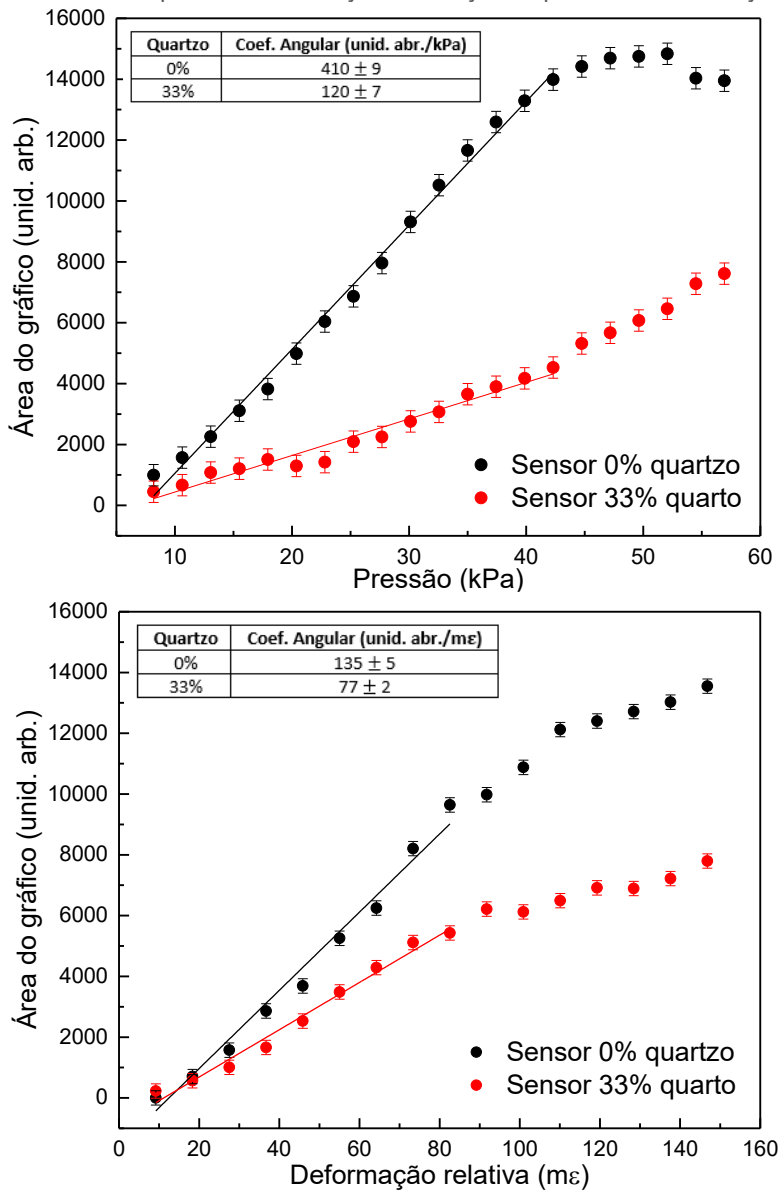 16000
14000
12000
10000
8000
6000
4000
2000
0
Área do gráfico (unid. arb.)
Quartzo Coef. Angular (unid. abr./kPa)
0% 410 ± 9
33% 120 ± 7
Sensor 0% quartzo
Sensor 33% quarto
10 20 30 40 50 60
Pressão (kPa)
16000
14000
12000
10000
8000
6000
4000
2000
0
Área do gráfico (unid. arb.)
Quartzo Coef. Angular (unid. abr./mε)
0% 135 ± 5
33% 77 ± 2
Sensor 0% quartzo
Sensor 33% quarto
0 20 40 60 80 100 120 140 160
Deformação relativa (mε)